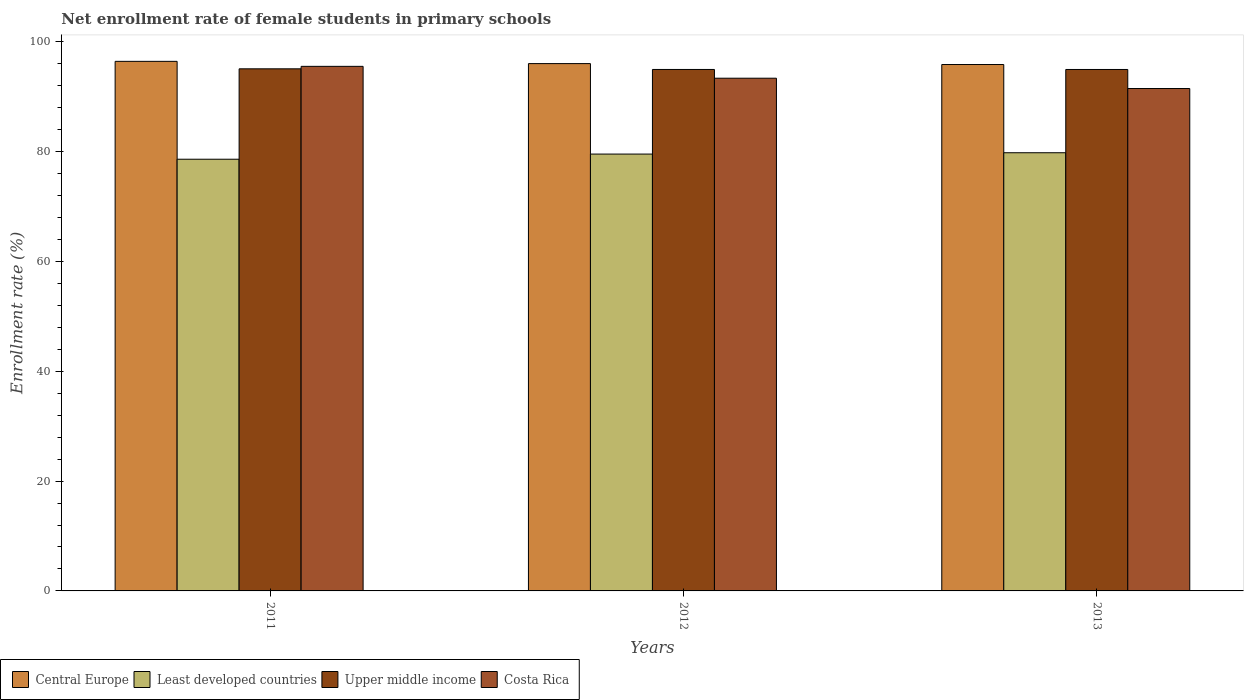 Net enrollment rate of female students in primary schools
Enrollment rate (%)
100
80
60
40
20
0
2011
2012
2013
Years
Central Europe
Least developed countries
Upper middle income
Costa Rica